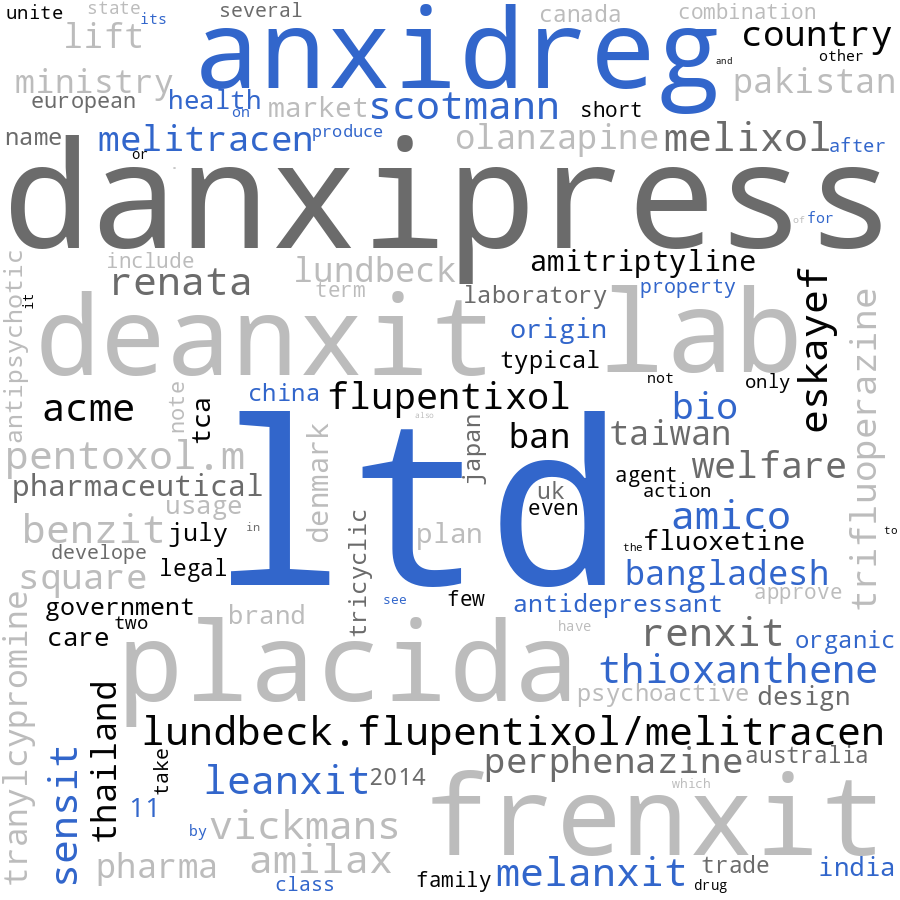 unite
state
its
several
canada
combination
lift
anxidreg
country
and
other
ministry
pakistan
european
health
on
market
scotmann
short
name
melitracen
produce
olanzapine
melixol
after
or
danxipress
of
for
antipsychotic
include
it
renata
lundbeck
term
amitriptyline
laboratory
property
eskayef
trifluoperazine
deanxit
origin
typical
lab
not
only
china
flupentixol
note
acme
tca
also
bio
ban
taiwan
denmark
japan
pentoxol.m
welfare
agent
pharmaceutical
usage
uk
action
even
amico
benzit
july
in
tricyclic
plan
ltd
the
fluoxetine
to
develope
legal
square
bangladesh
approve
see
few
antidepressant
government
two
brand
care
have
renxit
organic
tranylcypromine
placida
thioxanthene
psychoactive
design
thailand
lundbeck.flupentixol/melitracen
sensit
take
perphenazine
australia
leanxit
2014
which
frenxit
11
by
vickmans
pharma
amilax
class
family
melanxit
trade
drug
india